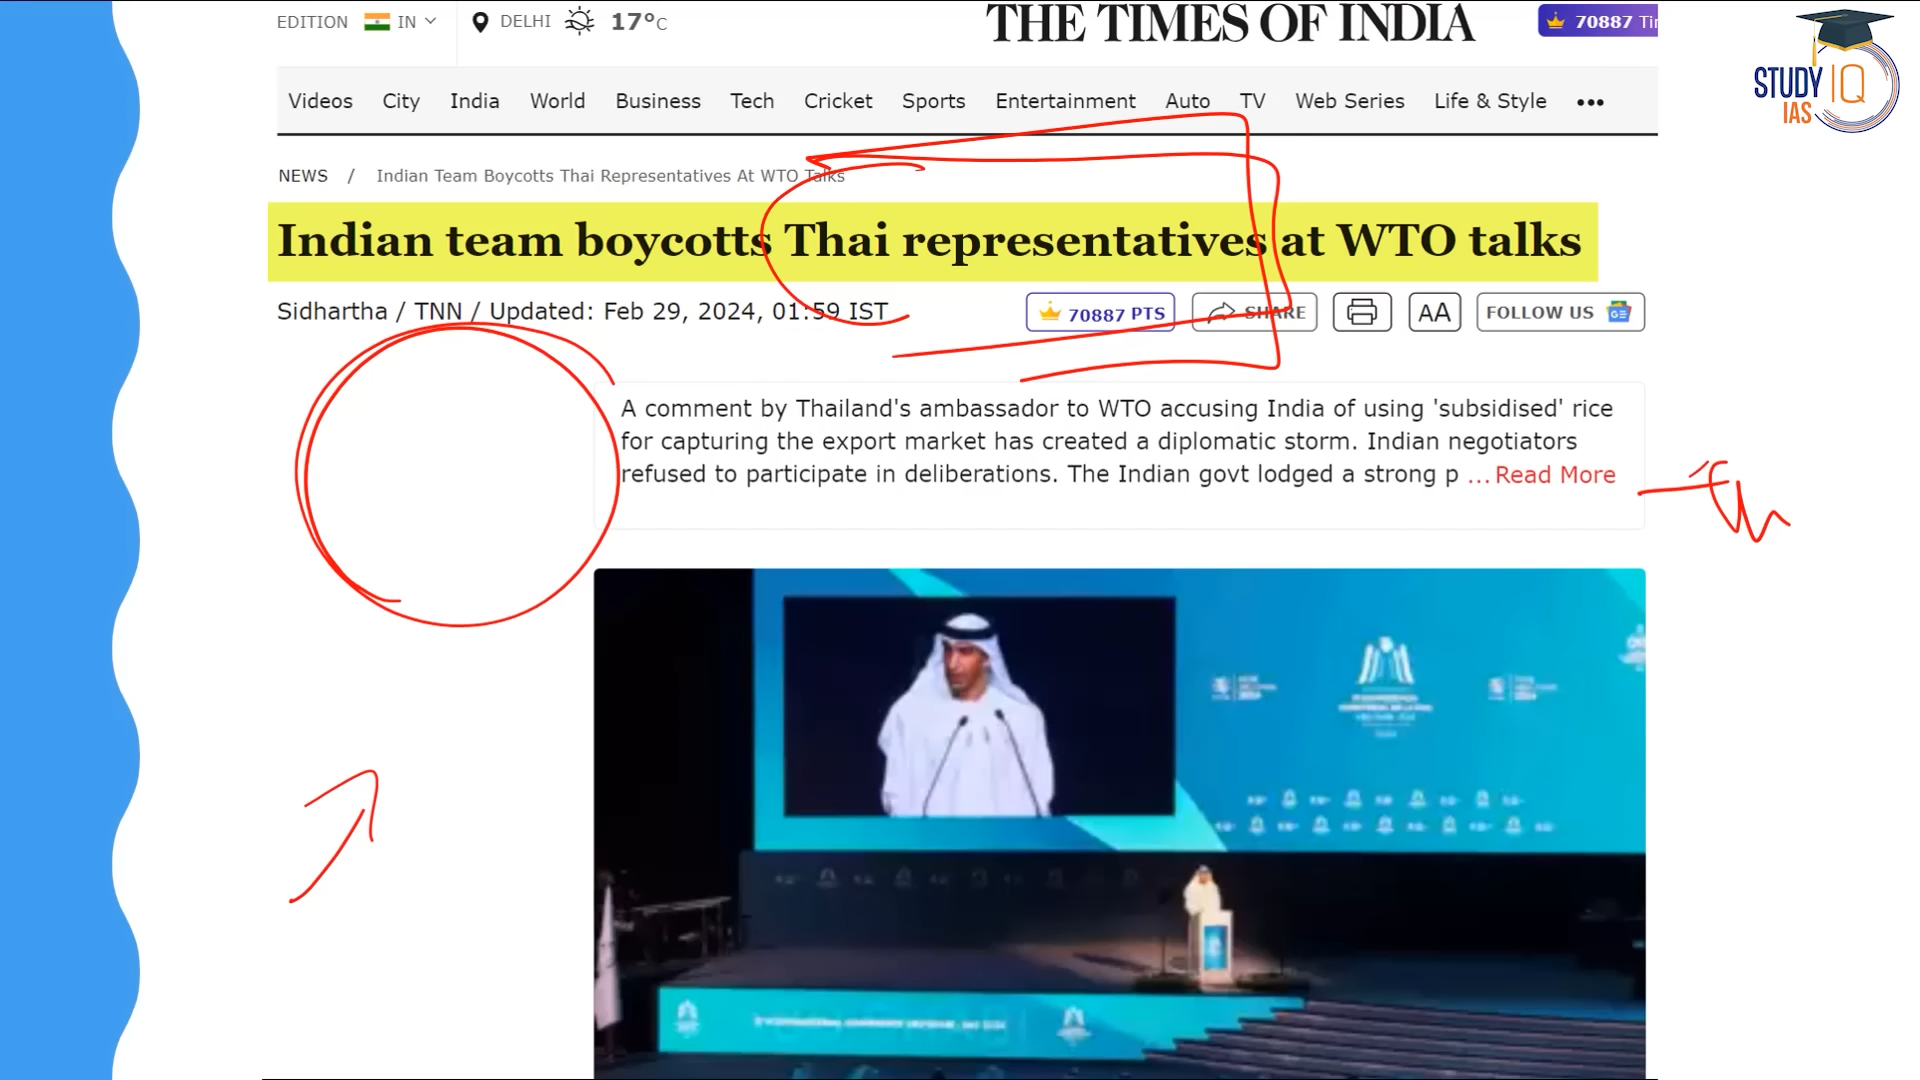 EDITION IN DELHI 17°C
THE TIMES OF INDIA
70887 Ti
STUDY IQ
IAS
Videos City India World Business Tech Cricket Sports Entertainment Auto TV Web Series Life & Style •••
NEWS / Indian Team Boycotts Thai Representatives At WTO Talks
Indian team boycotts Thai representatives at WTO talks
Sidhartha / TNN / Updated: Feb 29, 2024, 01:59 IST
70887 PTS SHARE AA FOLLOW US GE
A comment by Thailand's ambassador to WTO accusing India of using 'subsidised' rice
for capturing the export market has created a diplomatic storm. Indian negotiators
refused to participate in deliberations. The Indian govt lodged a strong p ... Read More